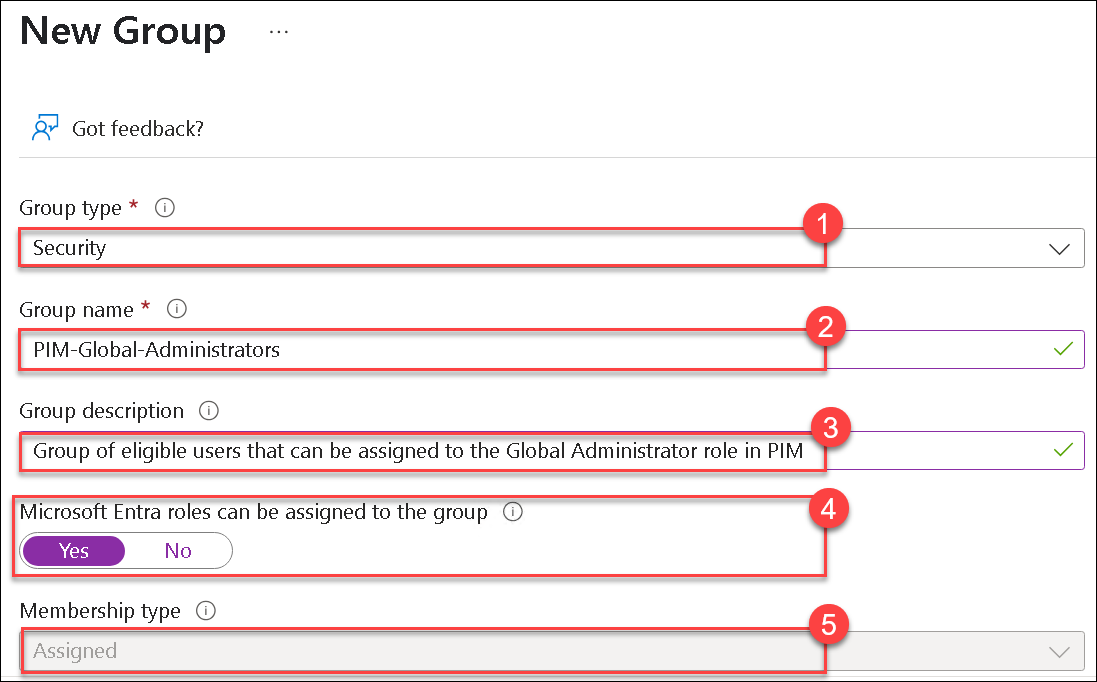 New Group ...
Got feedback?
Group type *
1
Security
Group name *
2
PIM-Global-Administrators
Group description
3
Group of eligible users that can be assigned to the Global Administrator role in PIM
Microsoft Entra roles can be assigned to the group
4
Yes No
Membership type
5
Assigned